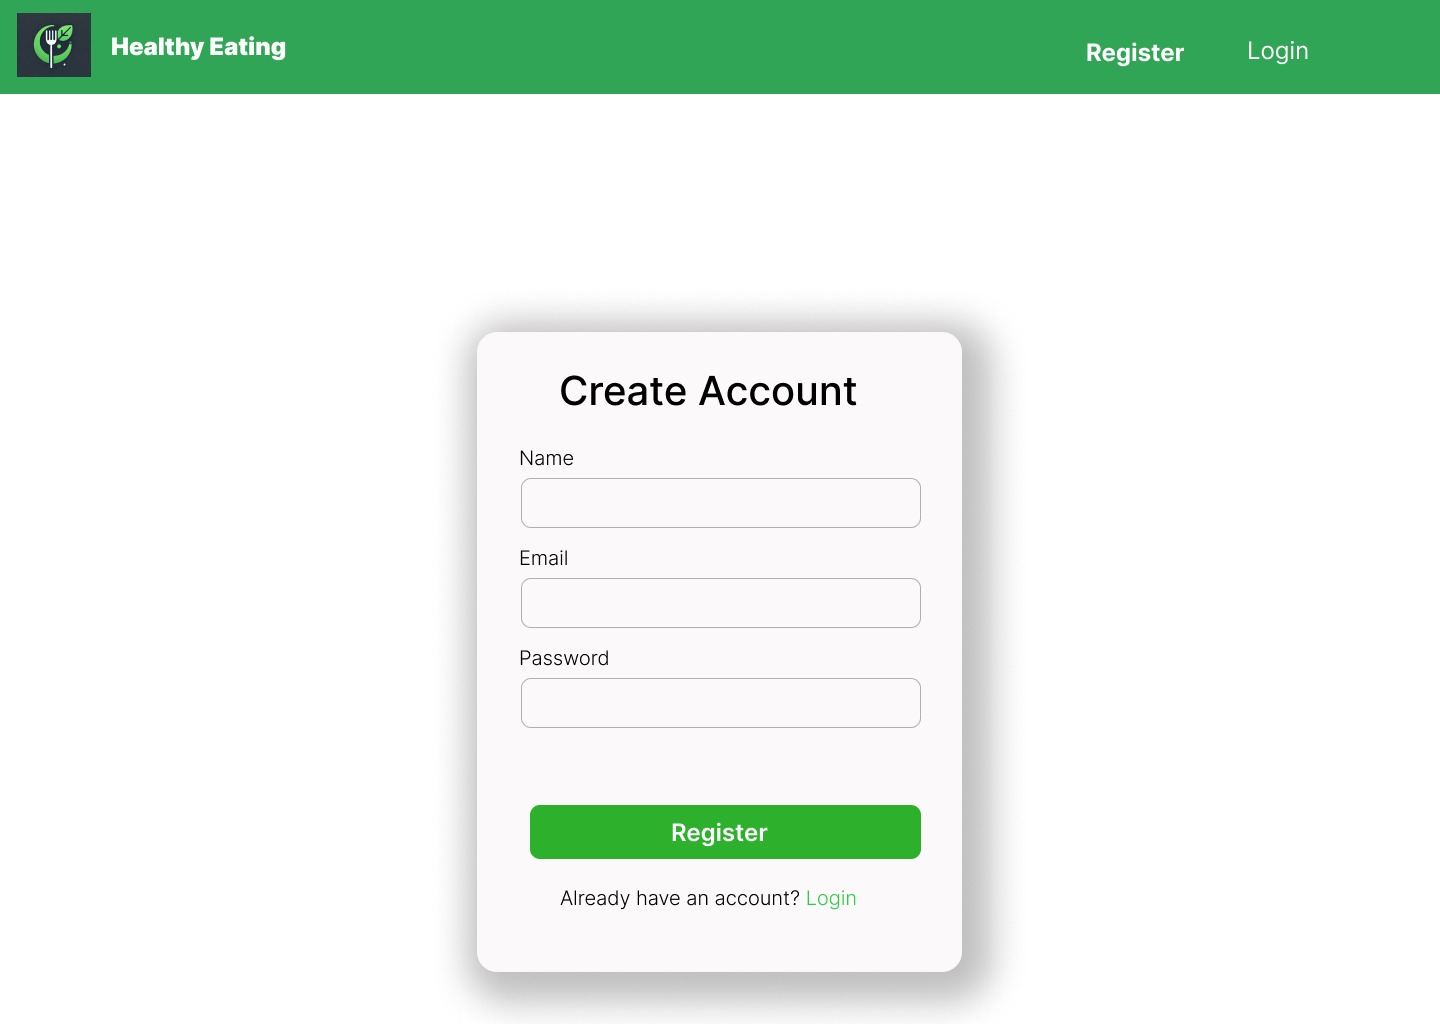 Healthy Eating
Register
Login
Create Account
Name
Email
Password
Register
Already have an account? Login